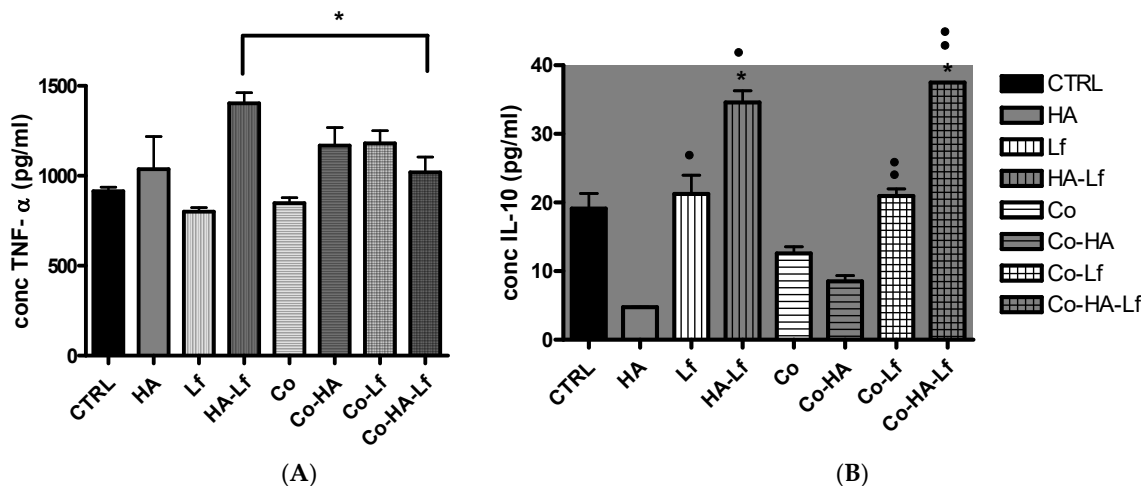 *
conc TNF- α (pg/ml)
1500
1000
500
0
CTRL
HA
Lf
HA-Lf
Co
Co-HA
Co-Lf
Co-HA-Lf
(A)
conc IL-10 (pg/ml)
40
30
20
10
0
•
• *
•
•
•
• *
CTRL
HA
Lf
HA-Lf
Co
Co-HA
Co-Lf
Co-HA-Lf
(B)
CTRL
HA
Lf
HA-Lf
Co
Co-HA
Co-Lf
Co-HA-Lf